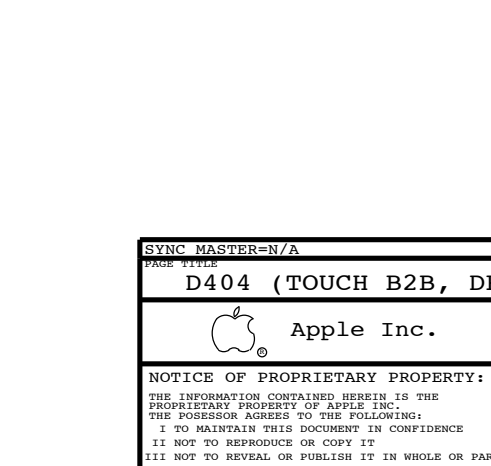 SYNC MASTER=N/A
PAGE TITLE
D404 (TOUCH B2B,
Apple Inc.
®
NOTICE OF PROPRIETARY PROPERTY:
THE INFORMATION CONTAINED HEREIN IS THE
PROPRIETARY PROPERTY OF APPLE INC.
THE POSESSOR AGREES TO THE FOLLOWING:
I TO MAINTAIN THIS DOCUMENT IN CONFIDENCE
II NOT TO REPRODUCE OR COPY IT
III NOT TO REVEAL OR PUBLISH IT IN WHOLE OR